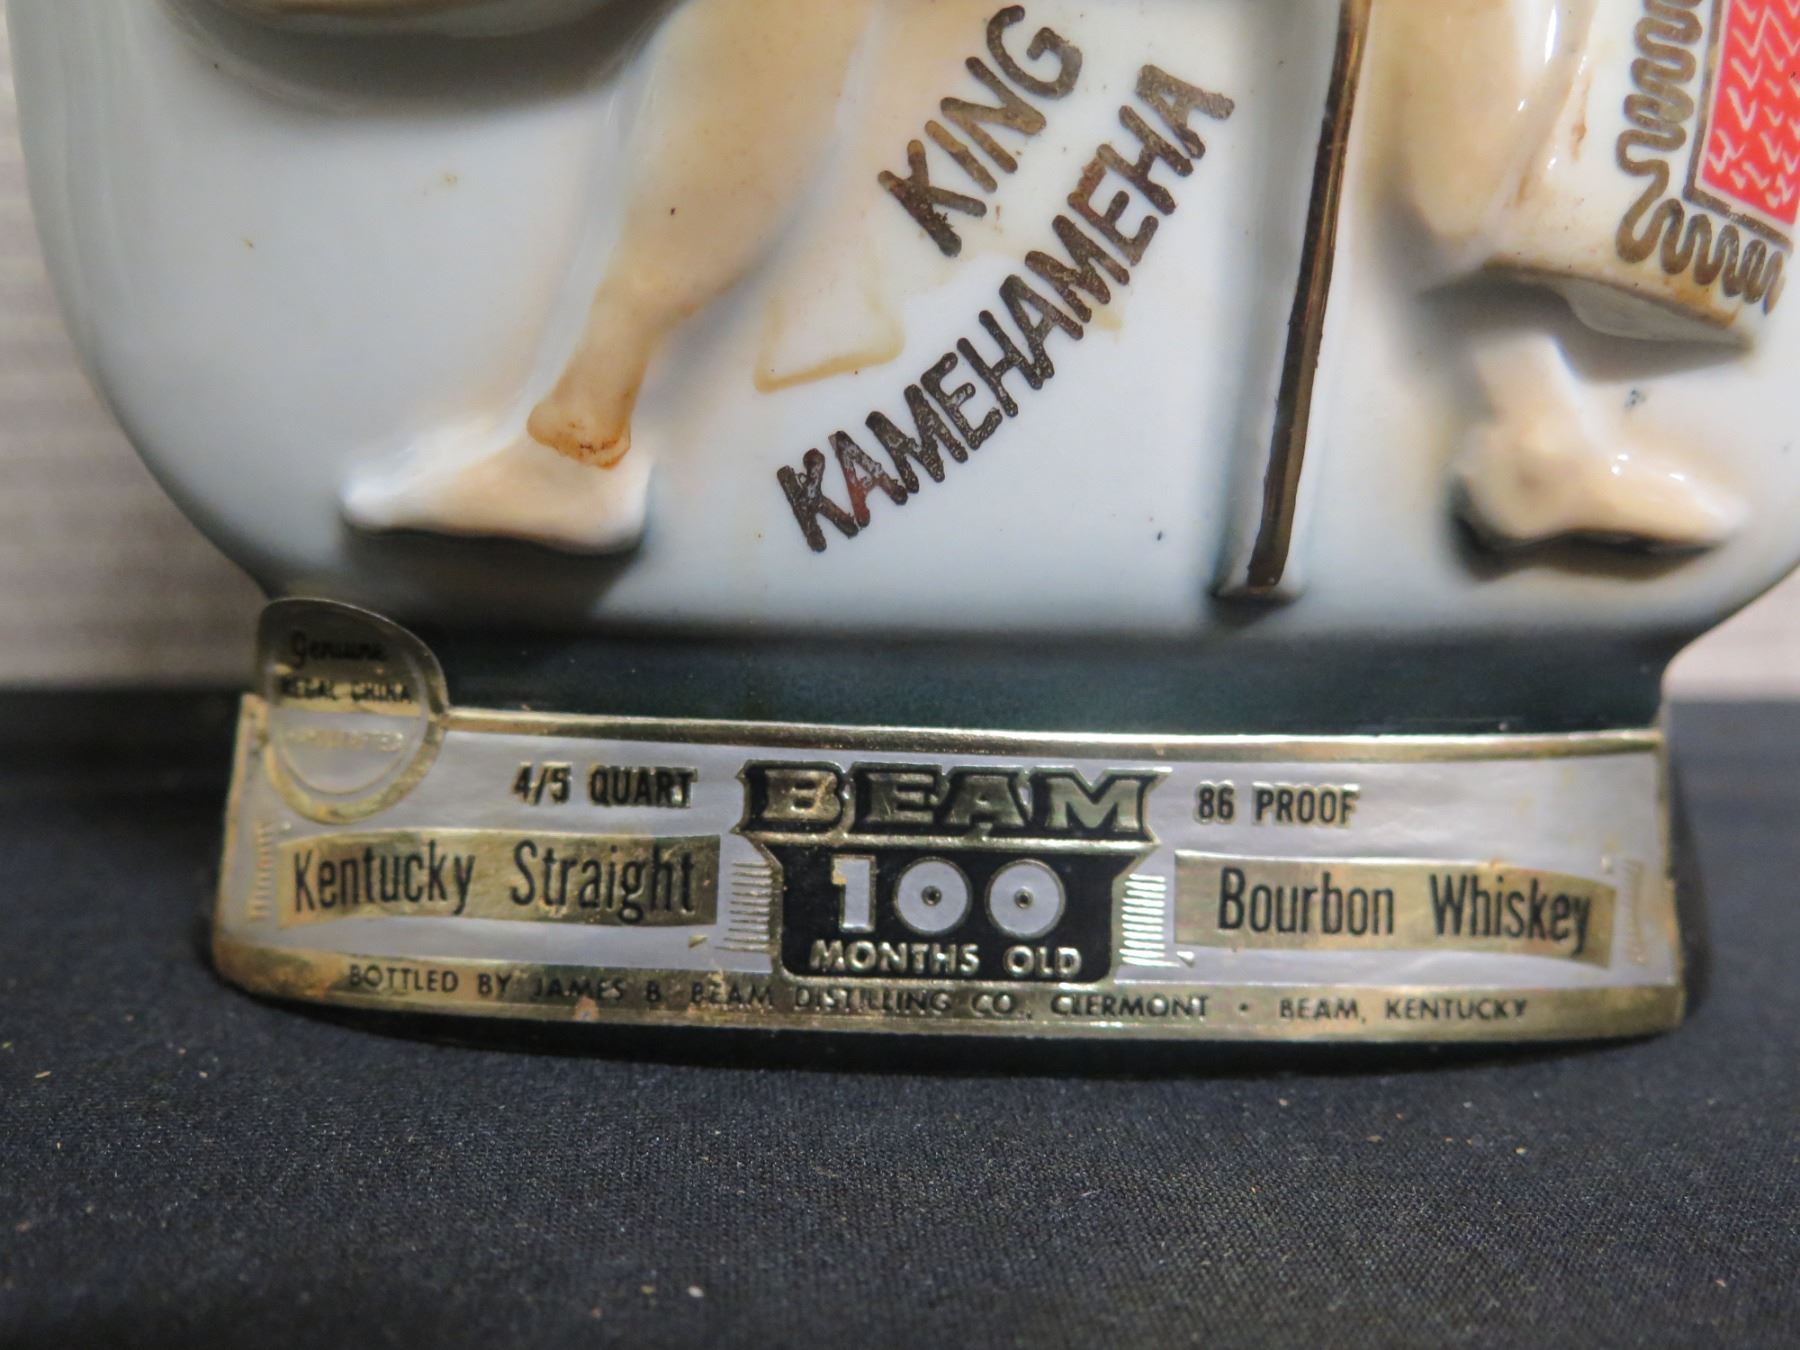 KING
KAMEHAMEHA
Genuine
REGAL CHINA
4/5 QUART
BEAM
86 PROOF
Kentucky Straight
100
MONTHS OLD
Bourbon Whiskey
BOTTLED BY JAMES B. BEAM DISTILLING CO., CLERMONT • BEAM, KENTUCKY